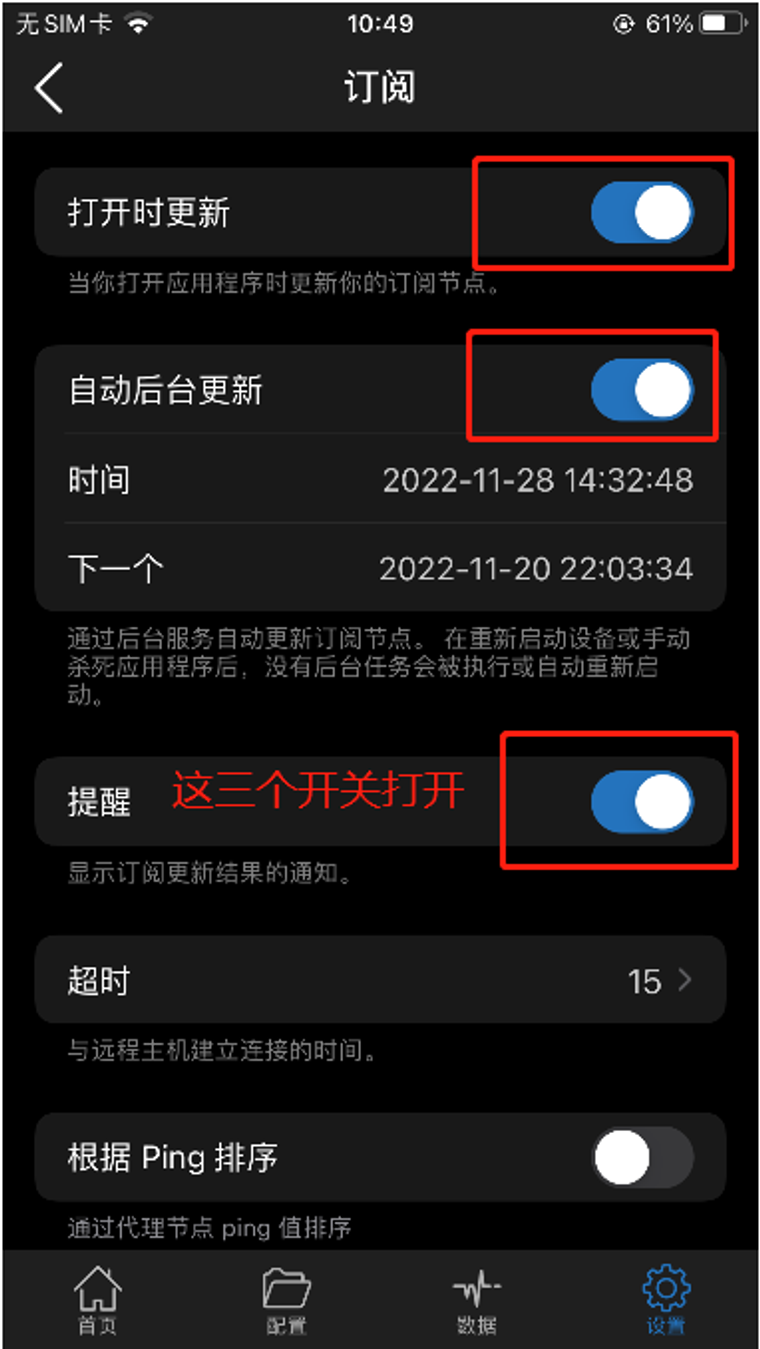 无SIM卡 10:49 61%
订阅
打开时更新
当你打开应用程序时更新你的订阅节点。
自动后台更新
时间 2022-11-28 14:32:48
下一个 2022-11-20 22:03:34
通过后台服务自动更新订阅节点。 在重新启动设备或手动
杀死应用程序后，没有后台任务会被执行或自动重新启
动。
提醒 这三个开关打开
显示订阅更新结果的通知。
超时 15
与远程主机建立连接的时间。
根据 Ping 排序
通过代理节点 ping 值排序
首页 配置 数据 设置